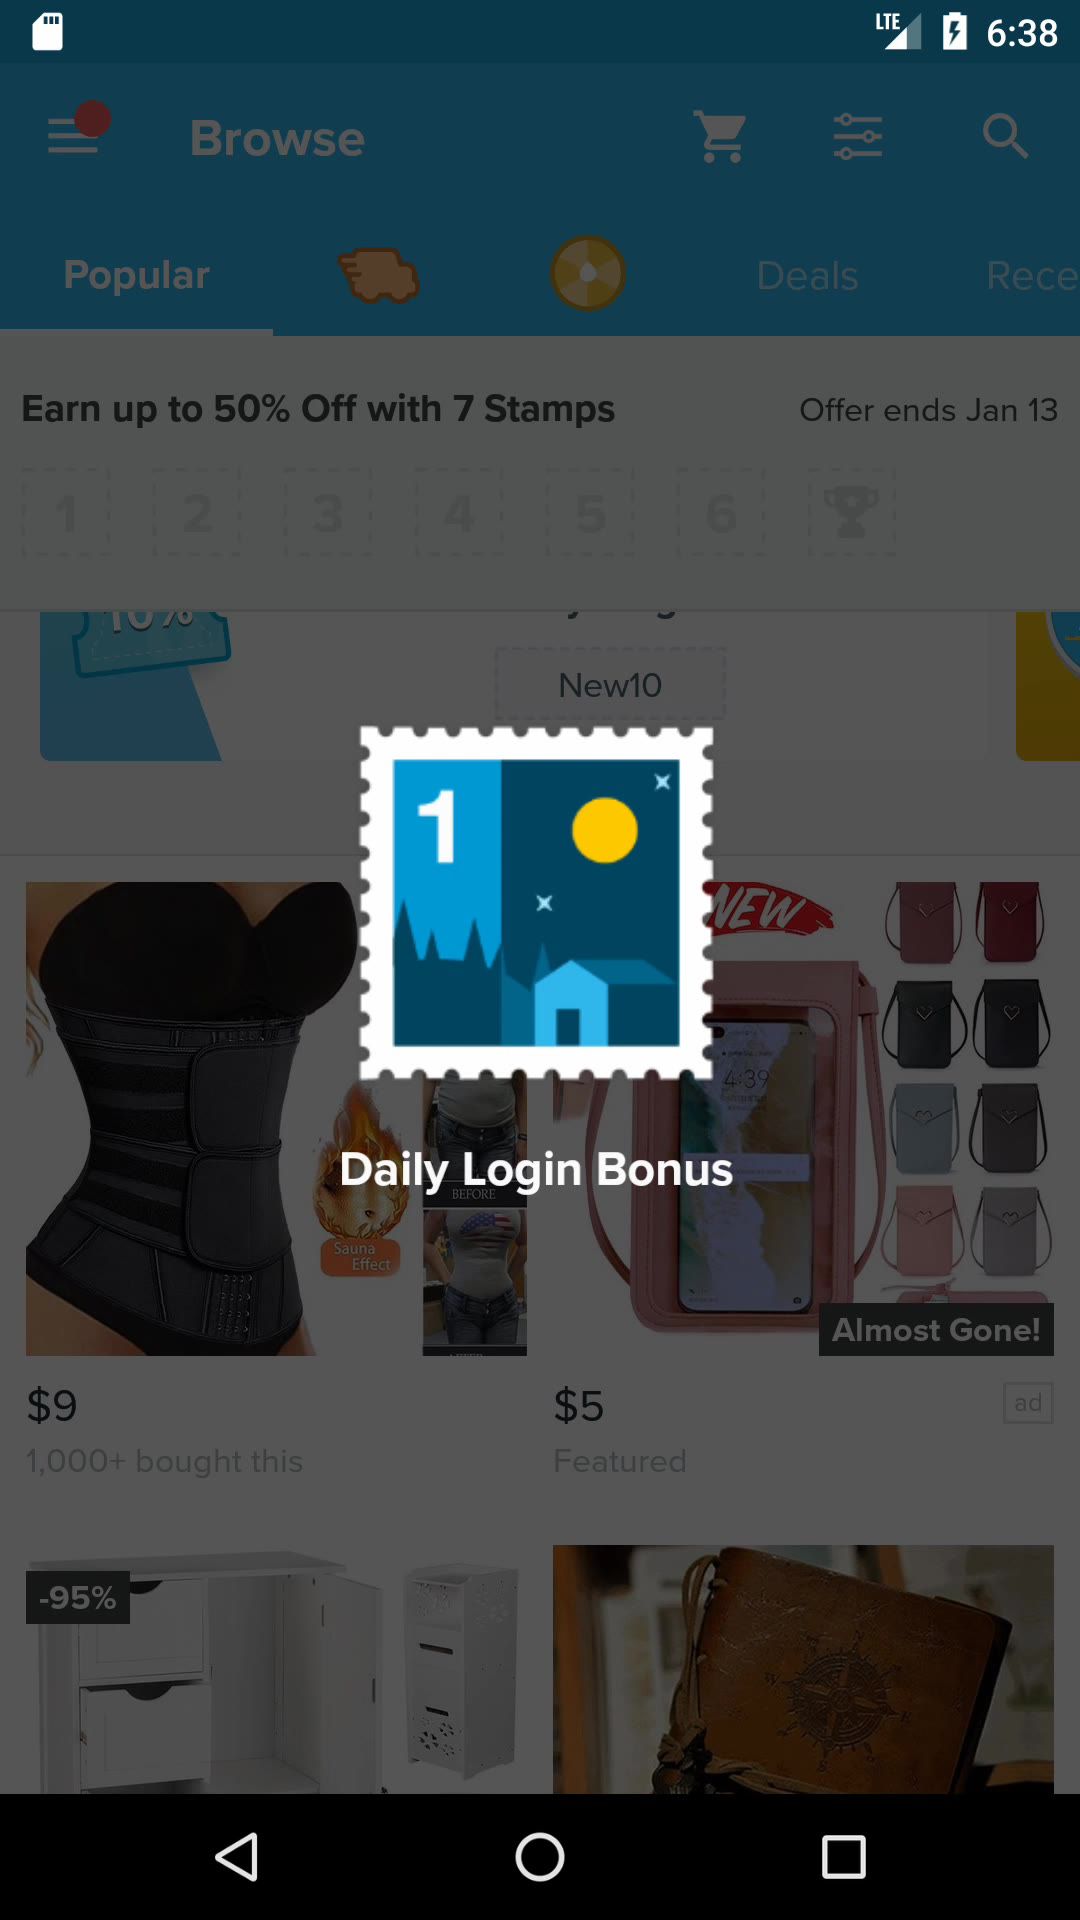 LTE 6:38
Browse
Popular Deals Rece
Earn up to 50% Off with 7 Stamps Offer ends Jan 13
1 2 3 4 5 6
10%
New10
1
NEW
4:39
Daily Login Bonus
BEFORE
Sauna
Effect
Almost Gone!
$9 $5 ad
1,000+ bought this Featured
-95%